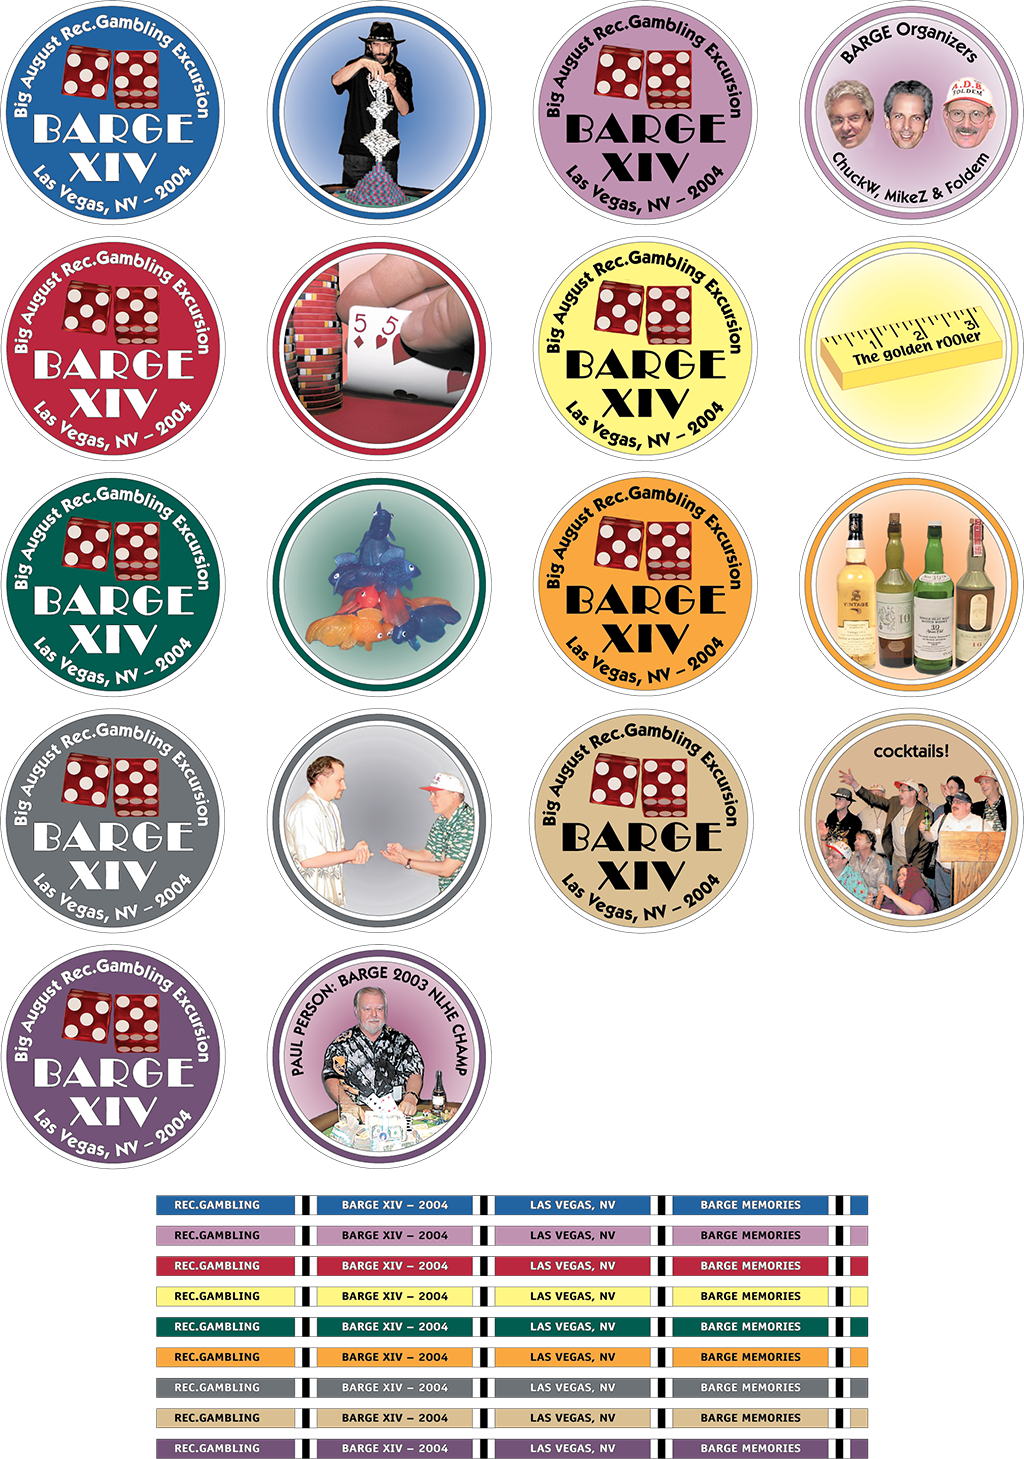 Big August Rec.Gambling Excursion
BARGE
XIV
Las Vegas, NV – 2004
Big August Rec.Gambling Excursion
BARGE
XIV
Las Vegas, NV – 2004
BARGE Organizers
A.D.B.
FOLDEM
ChuckW, MikeZ & Foldem
Big August Rec.Gambling Excursion
BARGE
XIV
Las Vegas, NV – 2004
5 5
Big August Rec.Gambling Excursion
BARGE
XIV
Las Vegas, NV – 2004
1 2 3
The golden r00ler
Big August Rec.Gambling Excursion
BARGE
XIV
Las Vegas, NV – 2004
Big August Rec.Gambling Excursion
BARGE
XIV
Las Vegas, NV – 2004
VINTAGE
10
10
Big August Rec.Gambling Excursion
BARGE
XIV
Las Vegas, NV – 2004
Big August Rec.Gambling Excursion
BARGE
XIV
Las Vegas, NV – 2004
cocktails!
Big August Rec.Gambling Excursion
BARGE
XIV
Las Vegas, NV – 2004
PAUL PERSON: BARGE 2003 NLHE CHAMP
REC.GAMBLING BARGE XIV – 2004 LAS VEGAS, NV BARGE MEMORIES
REC.GAMBLING BARGE XIV – 2004 LAS VEGAS, NV BARGE MEMORIES
REC.GAMBLING BARGE XIV – 2004 LAS VEGAS, NV BARGE MEMORIES
REC.GAMBLING BARGE XIV – 2004 LAS VEGAS, NV BARGE MEMORIES
REC.GAMBLING BARGE XIV – 2004 LAS VEGAS, NV BARGE MEMORIES
REC.GAMBLING BARGE XIV – 2004 LAS VEGAS, NV BARGE MEMORIES
REC.GAMBLING BARGE XIV – 2004 LAS VEGAS, NV BARGE MEMORIES
REC.GAMBLING BARGE XIV – 2004 LAS VEGAS, NV BARGE MEMORIES
REC.GAMBLING BARGE XIV – 2004 LAS VEGAS, NV BARGE MEMORIES